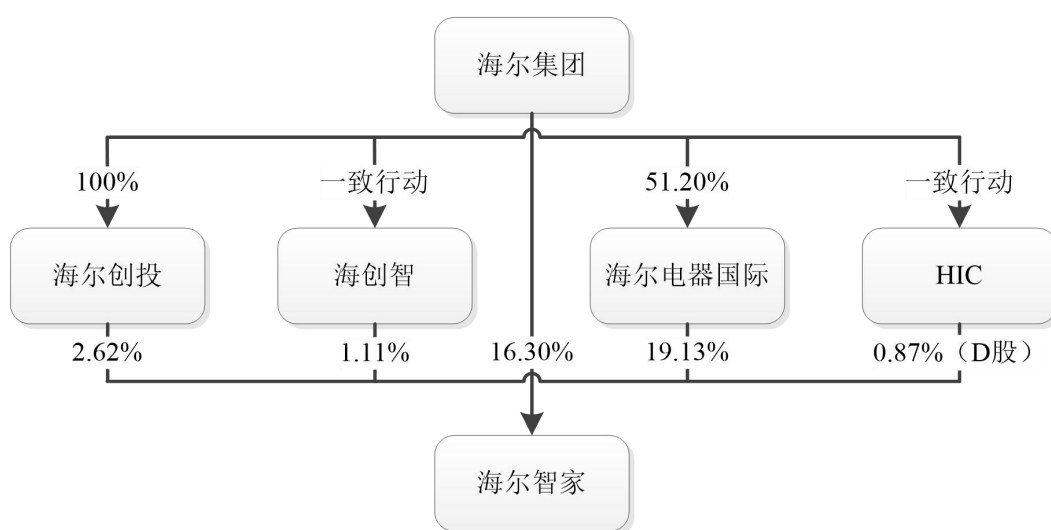 海尔集团
100%
一致行动
51.20%
一致行动
海尔创投
海创智
海尔电器国际
HIC
2.62%
1.11%
16.30%
19.13%
0.87%（D股）
海尔智家